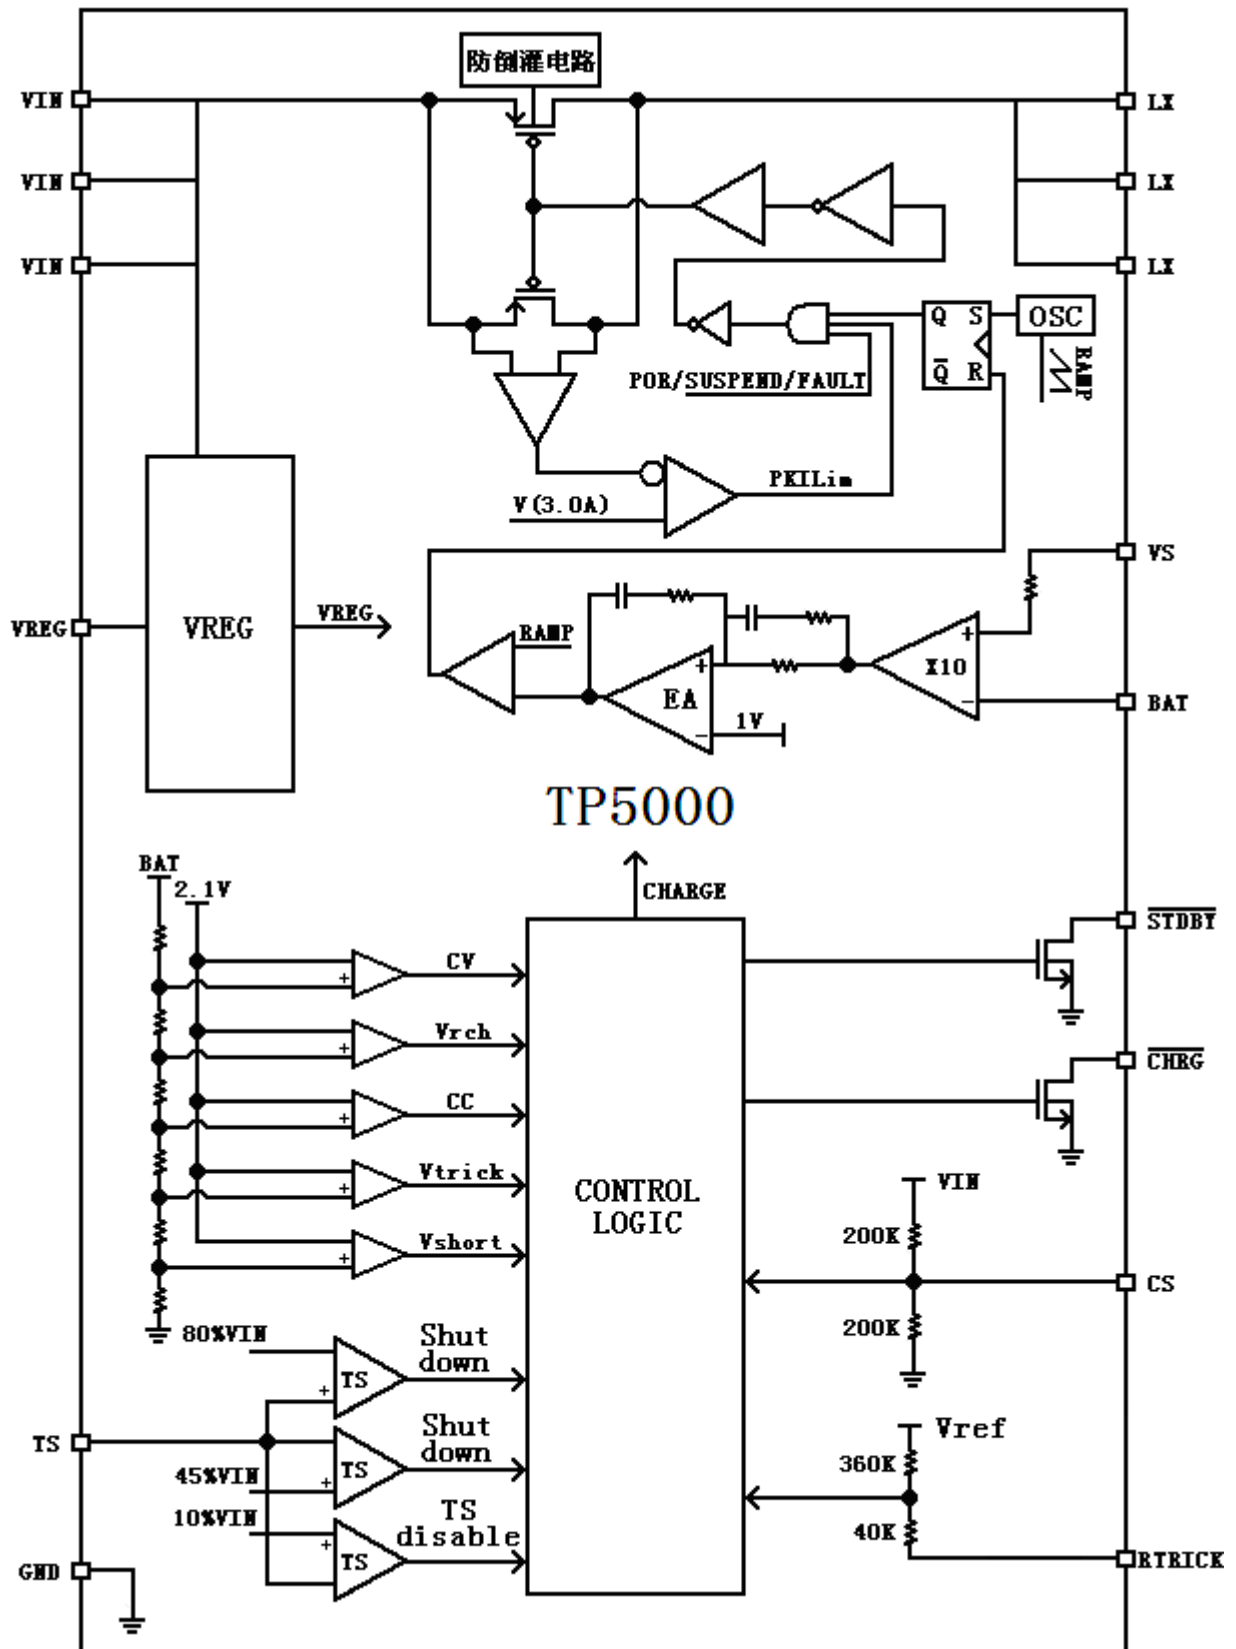 防倒灌电路
VIN
LX
VIN
LX
VIN
LX
Q S
OSC
Q̅ R
RAMP
POR/SUSPEND/FAULT
PKILim
V(3.0A)
VS
VREG
VREG
VREG
RAMP
+
X10
-
+
EA
-
1V
BAT
TP5000
BAT
2.1V
CHARGE
STDBY
+
CV
+
Vrch
CHRG
+
CC
+
Vtrick
CONTROL
LOGIC
VIN
200K
+
Vshort
CS
200K
80%VIN
Shut
down
+
TS
TS
Shut
down
45%VIN
+
TS
Vref
360K
10%VIN
TS
disable
+
TS
40K
GND
RTRICK